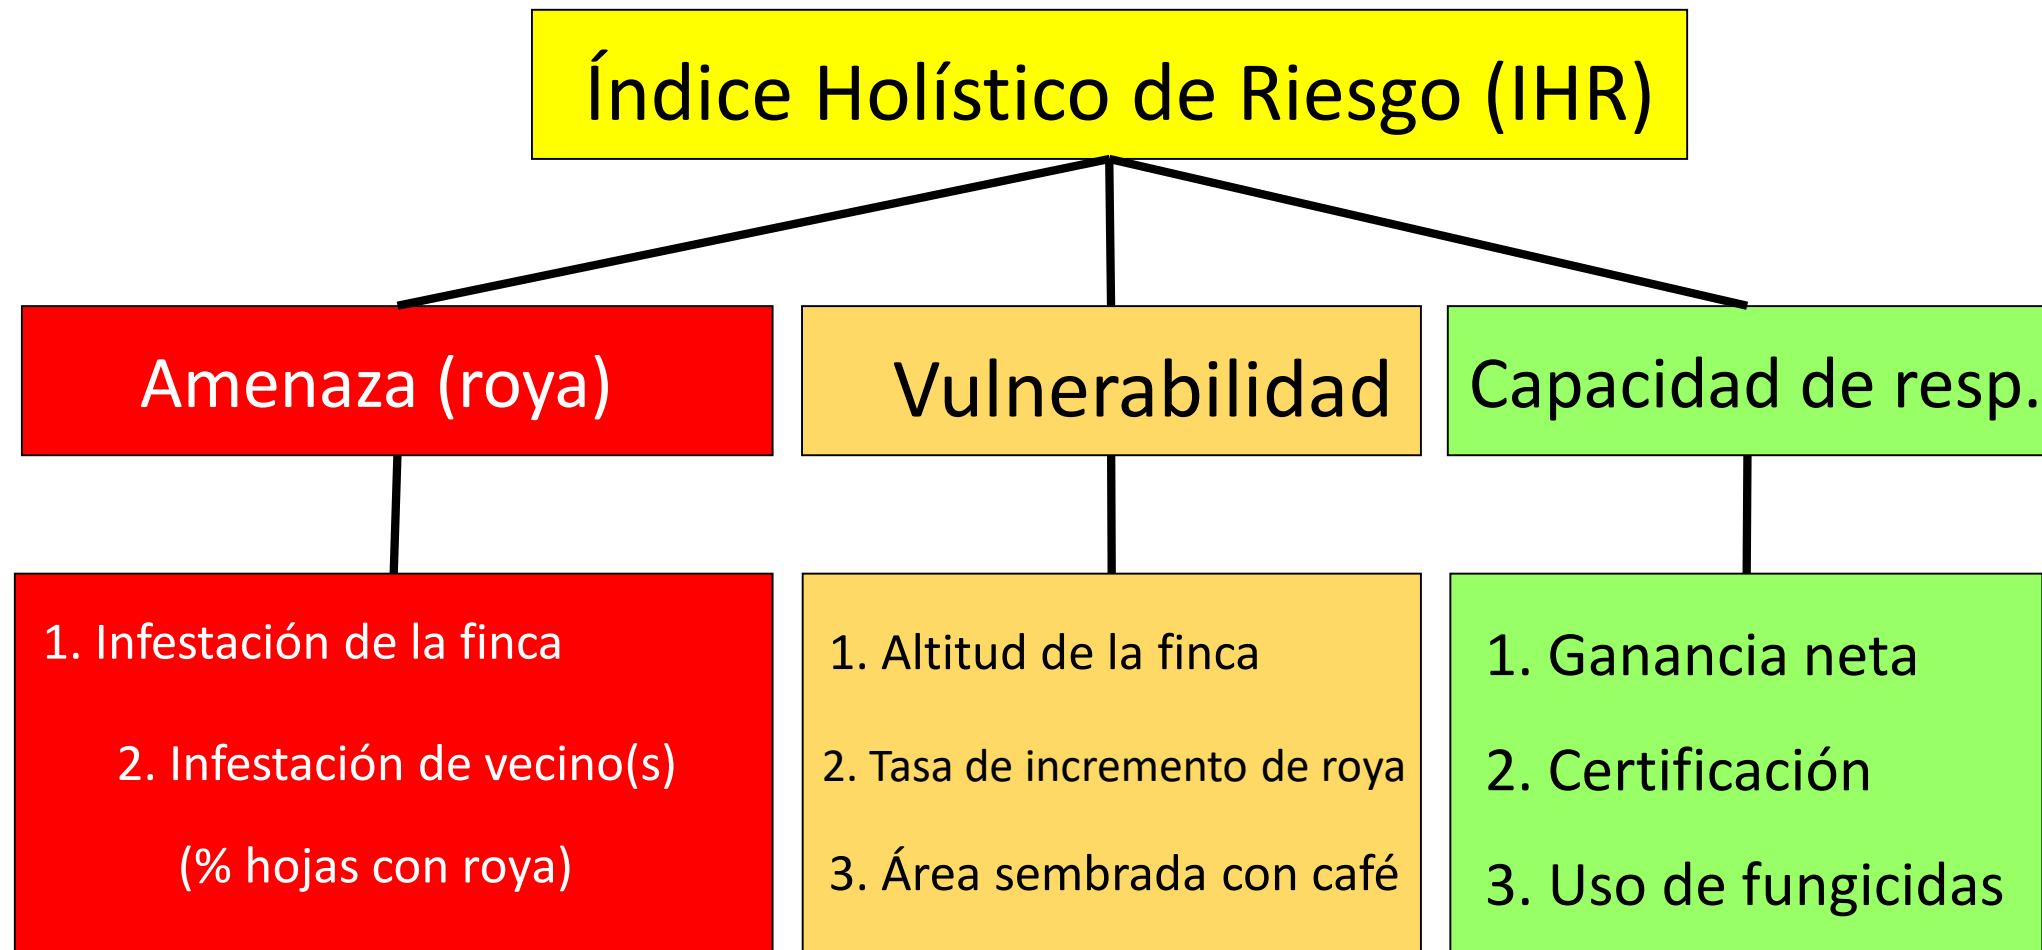 Índice Holístico de Riesgo (IHR)
Amenaza (roya)
Vulnerabilidad
Capacidad de resp.
1. Infestación de la finca
2. Infestación de vecino(s)
(% hojas con roya)
1. Altitud de la finca
2. Tasa de incremento de roya
3. Área sembrada con café
1. Ganancia neta
2. Certificación
3. Uso de fungicidas